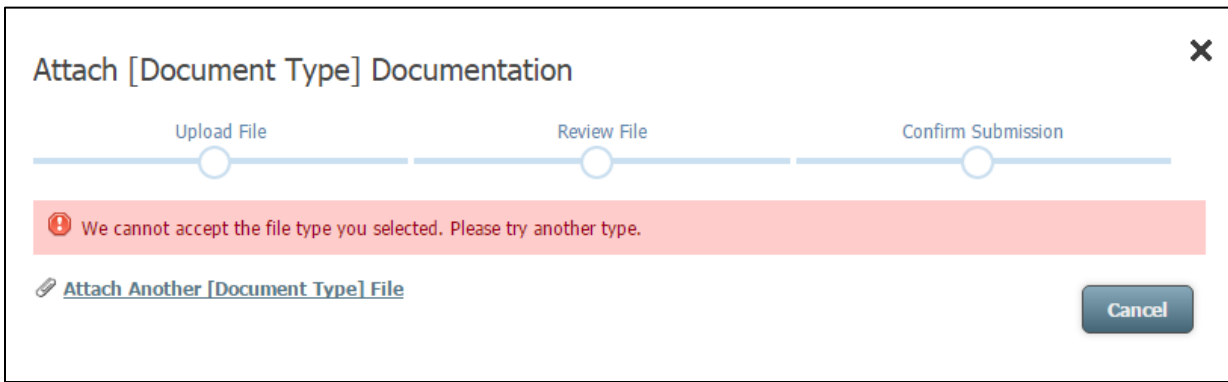 Attach [Document Type] Documentation
Upload File
Review File
Confirm Submission
We cannot accept the file type you selected. Please try another type.
Attach Another [Document Type] File
Cancel